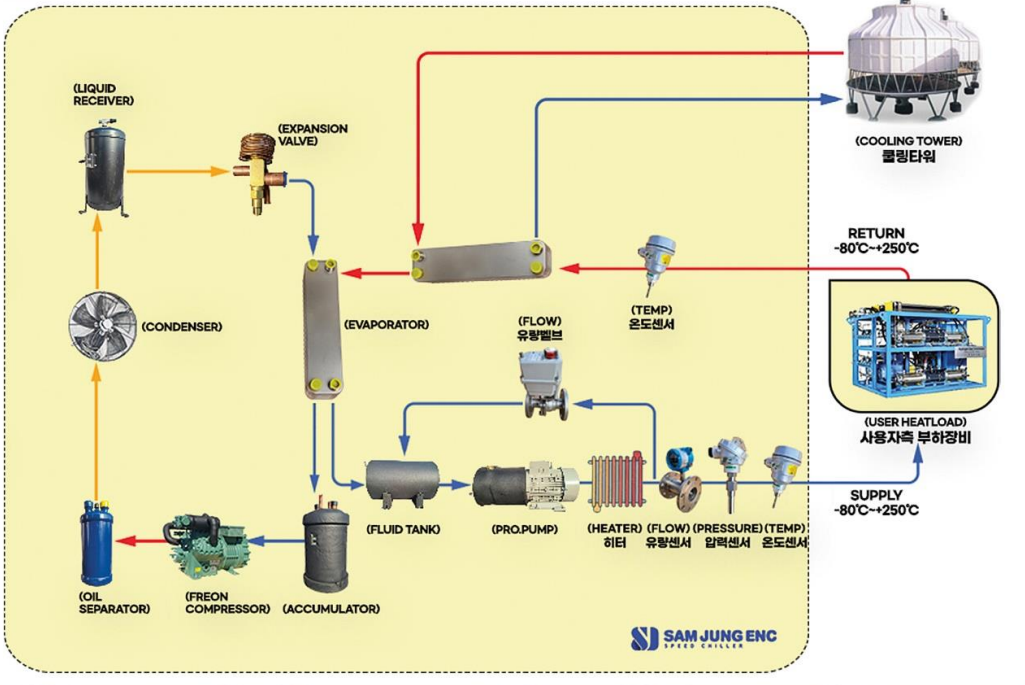 (LIQUID
RECEIVER)
(EXPANSION
VALVE)
(COOLING TOWER)
쿨링타워
RETURN
-80℃~+250℃
(CONDENSER)
(EVAPORATOR)
(TEMP)
온도센서
(FLOW)
유량벨브
(USER HEATLOAD)
사용자측 부하장비
SUPPLY
-80℃~+250℃
(FLUID TANK)
(PRO.PUMP)
(HEATER)
히터
(FLOW)
유량센서
(PRESSURE)
압력센서
(TEMP)
온도센서
(OIL
SEPARATOR)
(FREON
COMPRESSOR)
(ACCUMULATOR)
SJ SAM JUNG ENC
SPEED CHILLER